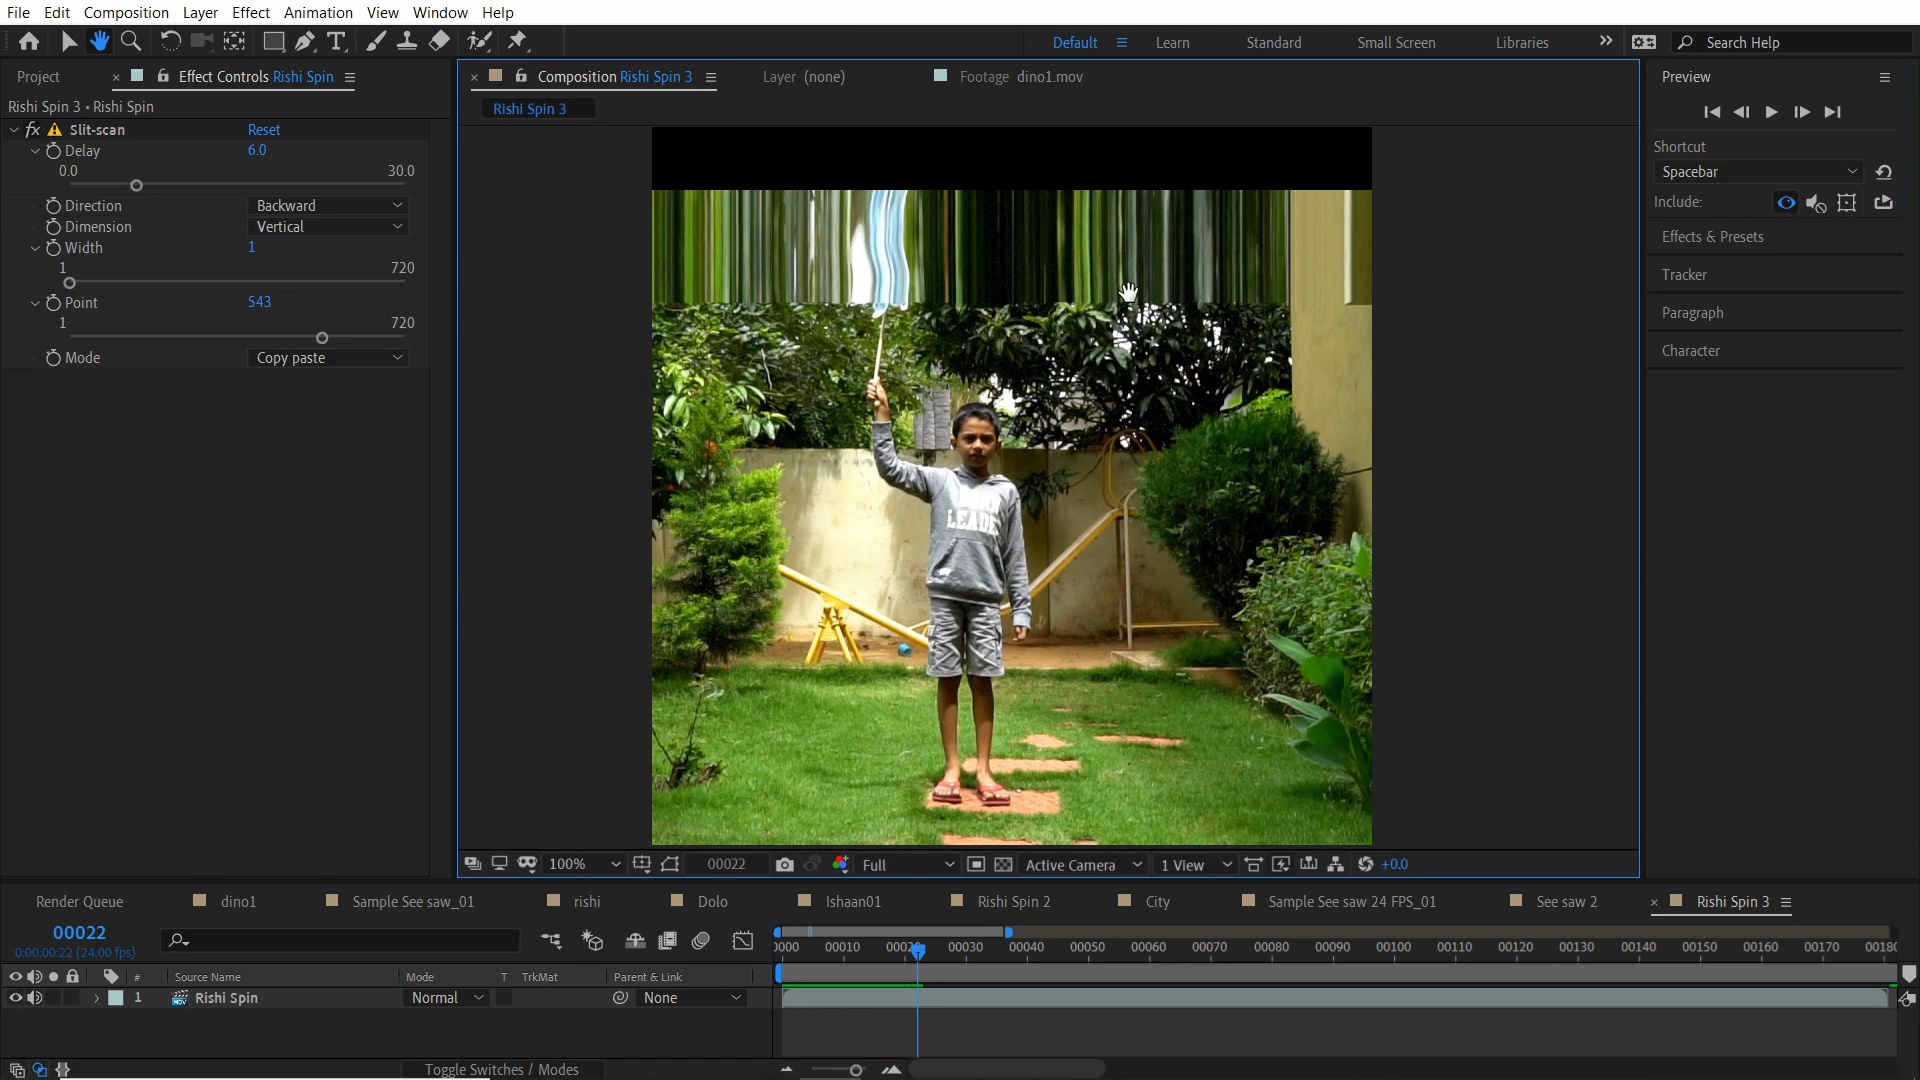 File Edit Composition Layer Effect Animation View Window Help
Default Learn Standard Small Screen Libraries Search Help
Project Effect Controls Rishi Spin Composition Rishi Spin 3 Layer (none) Footage dino1.mov Preview
Rishi Spin 3 • Rishi Spin
Rishi Spin 3
fx Slit-scan Reset
Delay 6.0
0.0 30.0
Direction Backward
Dimension Vertical
Width 1
1 720
Point 543
1 720
Mode Copy paste
Shortcut
Spacebar
Include:
Effects & Presets
Tracker
Paragraph
Character
LEADE
100% 00022 Full Active Camera 1 View +0.0
Render Queue dino1 Sample See saw_01 rishi Dolo Ishaan01 Rishi Spin 2 City Sample See saw 24 FPS_01 See saw 2 Rishi Spin 3
00022
0:00:00:22 (24.00 fps)
0000 00010 0002 00030 00040 00050 00060 00070 00080 00090 00100 00110 00120 00130 00140 00150 00160 00170 0018
# Source Name Mode T TrkMat Parent & Link
1 Rishi Spin Normal None
Toggle Switches / Modes